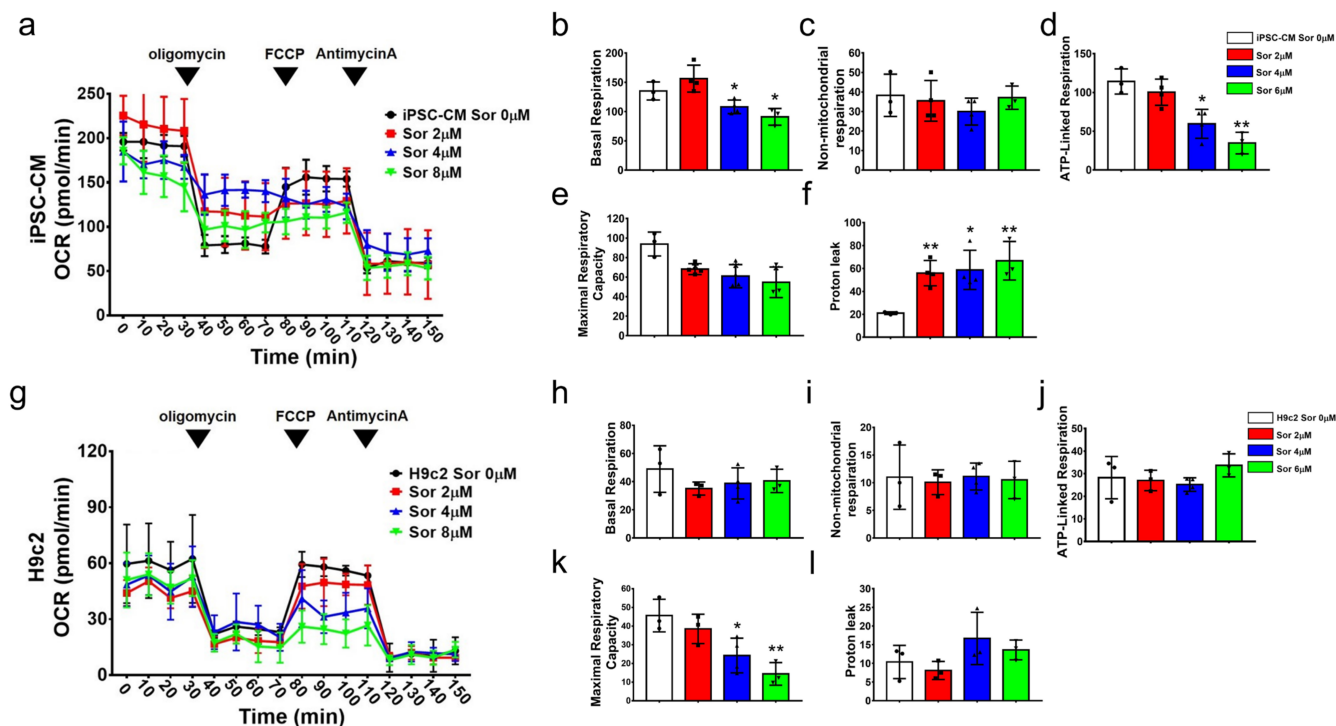 a
oligomycin
FCCP
AntimycinA
iPSC-CM
OCR (pmol/min)
250
200
150
100
50
0
iPSC-CM Sor 0μM
Sor 2μM
Sor 4μM
Sor 8μM
0 10 20 30 40 50 60 70 80 90 100 110 120 130 140 150
Time (min)
b
Basal Respiration
200
150
100
50
0
*
*
c
Non-mitochondrial
respiration
60
50
40
30
20
10
0
d
ATP-Linked Respiration
200
150
100
50
0
*
**
iPSC-CM Sor 0μM
Sor 2μM
Sor 4μM
Sor 6μM
e
Maximal Respiratory
Capacity
120
100
80
60
40
20
0
f
Proton leak
100
80
60
40
20
0
**
*
**
g
oligomycin
FCCP
AntimycinA
H9c2
OCR (pmol/min)
120
90
60
30
0
H9c2 Sor 0μM
Sor 2μM
Sor 4μM
Sor 8μM
0 10 20 30 40 50 60 70 80 90 100 110 120 130 140 150
Time (min)
h
Basal Respiration
80
60
40
20
0
i
Non-mitochondrial
respairation
20
15
10
5
0
j
ATP-Linked Respiration
50
40
30
20
10
0
H9c2 Sor 0μM
Sor 2μM
Sor 4μM
Sor 6μM
k
Maximal Respiratory
Capacity
60
50
40
30
20
10
0
*
**
l
Proton leak
30
20
10
0